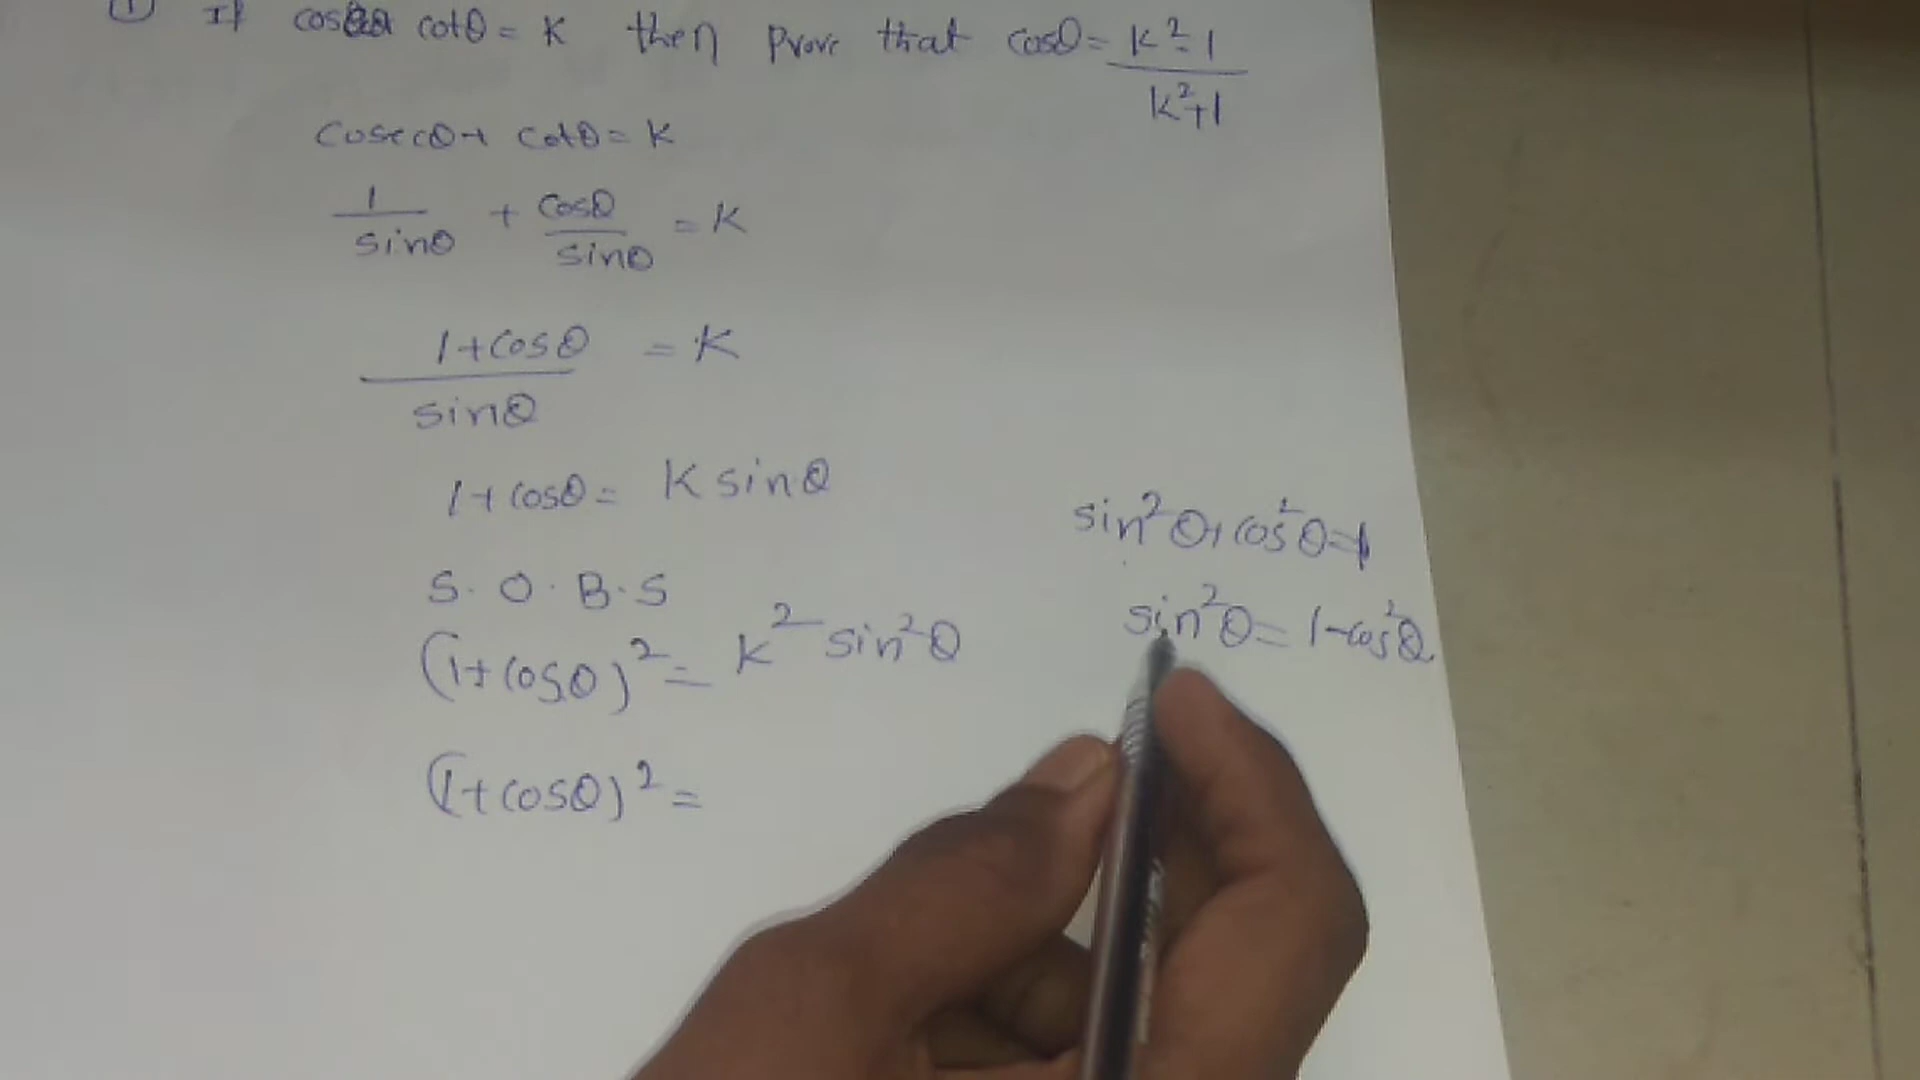 ① If cotθ = K then prove that cosθ = K²-1 / K²+1
cosecθ + cotθ = K
1/sinθ + cosθ/sinθ = K
1+cosθ / sinθ = K
1+cosθ = K sinθ
S.O.B.S
(1+cosθ)² = K² sin²θ
(1+cosθ)² =
sin²θ+cos²θ=1
sin²θ = 1-cos²θ